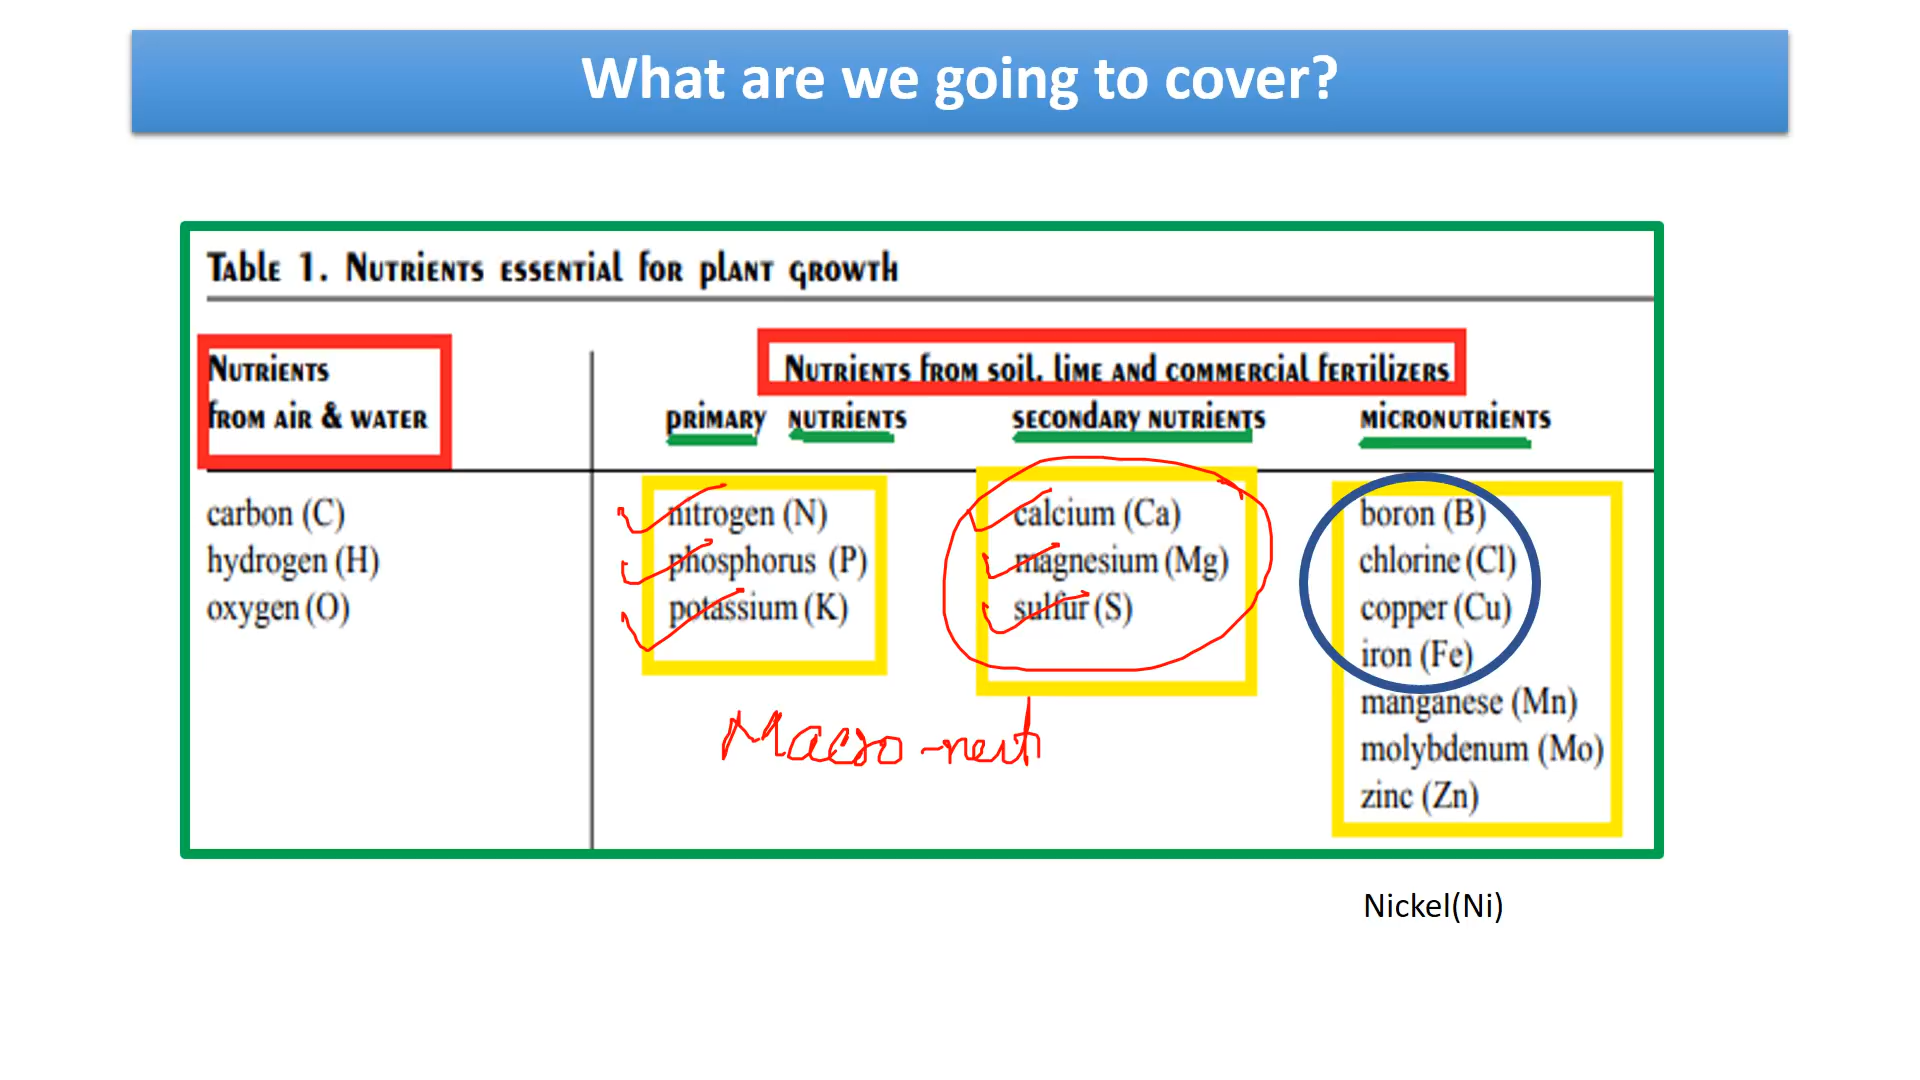 What are we going to cover?
Table 1. Nutrients essential for plant growth
Nutrients from air & water
Nutrients from soil, lime and commercial fertilizers
primary nutrients
secondary nutrients
micronutrients
carbon (C)
hydrogen (H)
oxygen (O)
nitrogen (N)
phosphorus (P)
potassium (K)
calcium (Ca)
magnesium (Mg)
sulfur (S)
boron (B)
chlorine (Cl)
copper (Cu)
iron (Fe)
manganese (Mn)
molybdenum (Mo)
zinc (Zn)
Macro
Nickel(Ni)